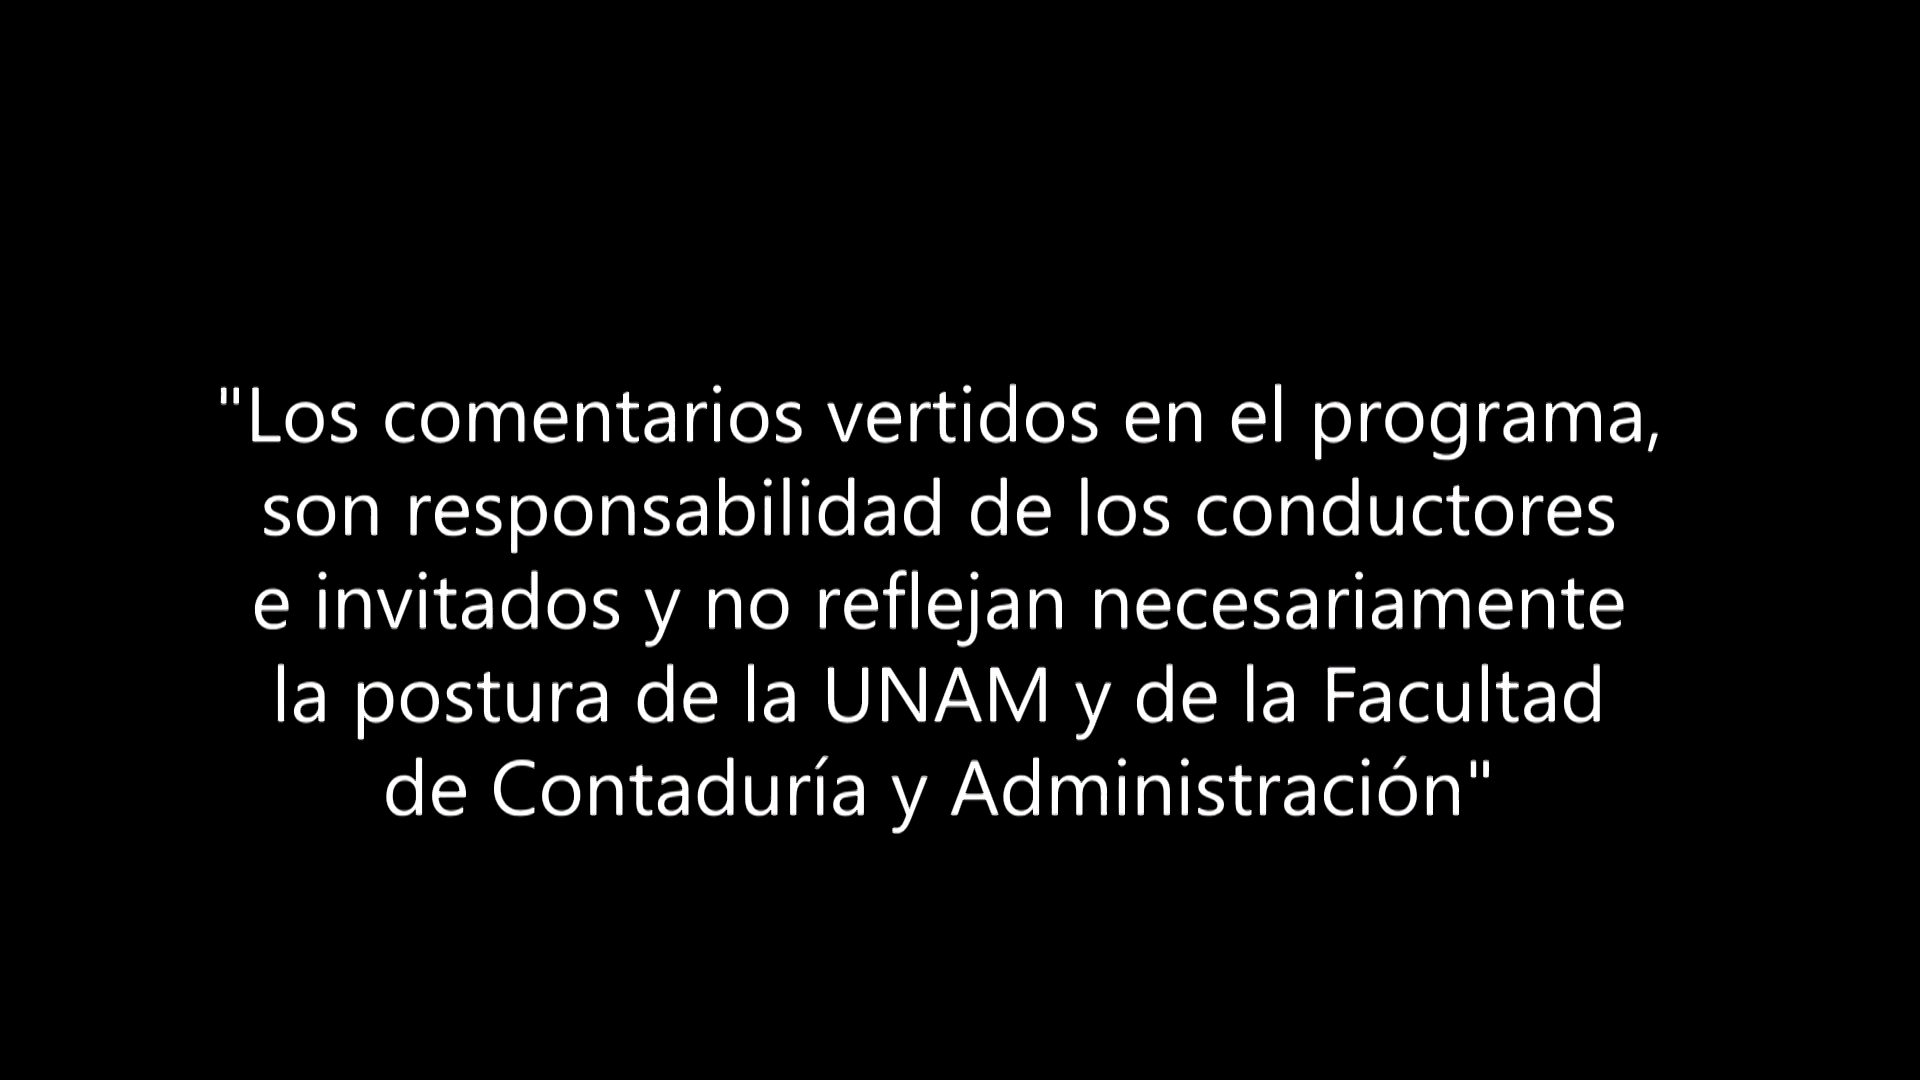 "Los comentarios vertidos en el programa,
son responsabilidad de los conductores
e invitados y no reflejan necesariamente
la postura de la UNAM y de la Facultad
de Contaduría y Administración"